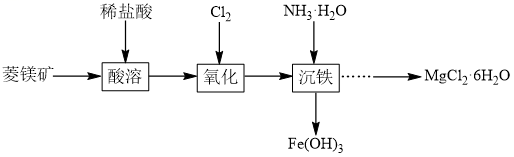 稀盐酸
Cl₂
NH₃·H₂O
菱镁矿
酸溶
氧化
沉铁
……
MgCl₂·6H₂O
Fe(OH)₃